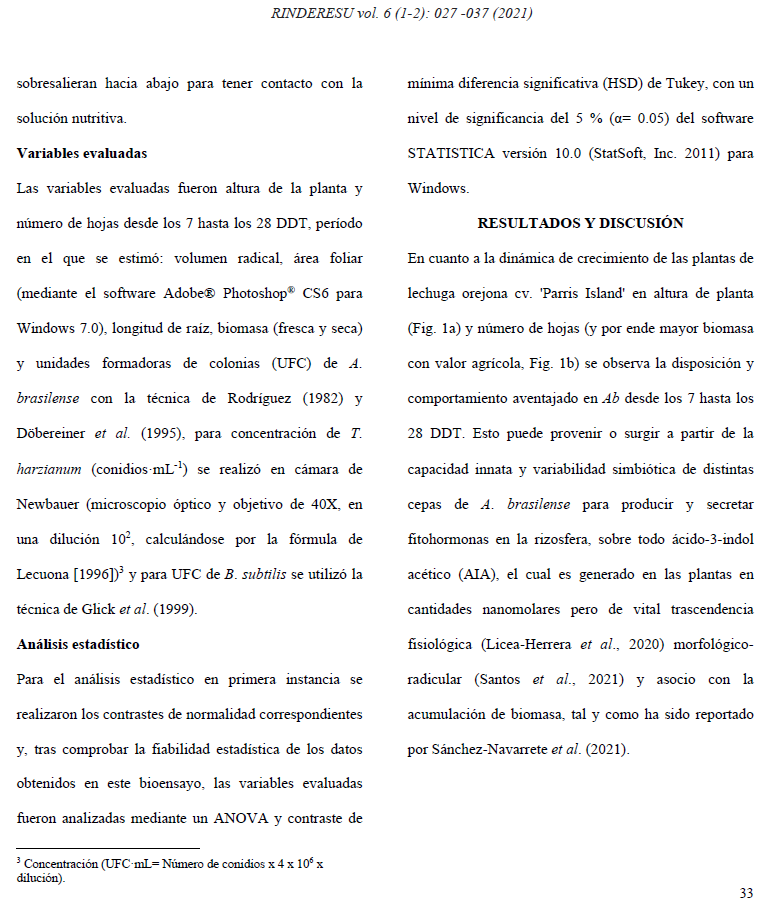 RINDERESU vol. 6 (1-2): 027 -037 (2021)
sobresalieran hacia abajo para tener contacto con la
solución nutritiva.
Variables evaluadas
Las variables evaluadas fueron altura de la planta y
número de hojas desde los 7 hasta los 28 DDT, período
en el que se estimó: volumen radical, área foliar
(mediante el software Adobe® Photoshop® CS6 para
Windows 7.0), longitud de raíz, biomasa (fresca y seca)
y unidades formadoras de colonias (UFC) de A.
brasilense con la técnica de Rodríguez (1982) y
Döbereiner et al. (1995), para concentración de T.
harzianum (conidios·mL-1) se realizó en cámara de
Newbauer (microscopio óptico y objetivo de 40X, en
una dilución 10², calculándose por la fórmula de
Lecuona [1996])³ y para UFC de B. subtilis se utilizó la
técnica de Glick et al. (1999).
Análisis estadístico
Para el análisis estadístico en primera instancia se
realizaron los contrastes de normalidad correspondientes
y, tras comprobar la fiabilidad estadística de los datos
obtenidos en este bioensayo, las variables evaluadas
fueron analizadas mediante un ANOVA y contraste de
³ Concentración (UFC·mL= Número de conidios x 4 x 10⁶ x
dilución).
mínima diferencia significativa (HSD) de Tukey, con un
nivel de significancia del 5 % (α= 0.05) del software
STATISTICA versión 10.0 (StatSoft, Inc. 2011) para
Windows.
RESULTADOS Y DISCUSIÓN
En cuanto a la dinámica de crecimiento de las plantas de
lechuga orejona cv. 'Parris Island' en altura de planta
(Fig. 1a) y número de hojas (y por ende mayor biomasa
con valor agrícola, Fig. 1b) se observa la disposición y
comportamiento aventajado en Ab desde los 7 hasta los
28 DDT. Esto puede provenir o surgir a partir de la
capacidad innata y variabilidad simbiótica de distintas
cepas de A. brasilense para producir y secretar
fitohormonas en la rizosfera, sobre todo ácido-3-indol
acético (AIA), el cual es generado en las plantas en
cantidades nanomolares pero de vital trascendencia
fisiológica (Licea-Herrera et al., 2020) morfológico-
radicular (Santos et al., 2021) y asocio con la
acumulación de biomasa, tal y como ha sido reportado
por Sánchez-Navarrete et al. (2021).
33